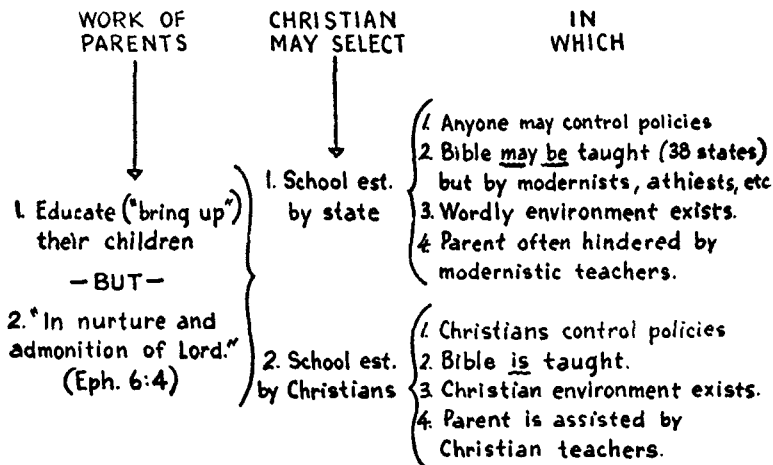 WORK OF
PARENTS
1. Educate ("bring up")
their children
— BUT —
2. "In nurture and
admonition of Lord."
(Eph. 6:4)
CHRISTIAN
MAY SELECT
1. School est.
by state
2. School est.
by Christians
IN
WHICH
1. Anyone may control policies
2. Bible may be taught (38 states)
but by modernists, athiests, etc
3. Wordly environment exists.
4. Parent often hindered by
modernistic teachers.
1. Christians control policies
2. Bible is taught.
3. Christian environment exists.
4. Parent is assisted by
Christian teachers.